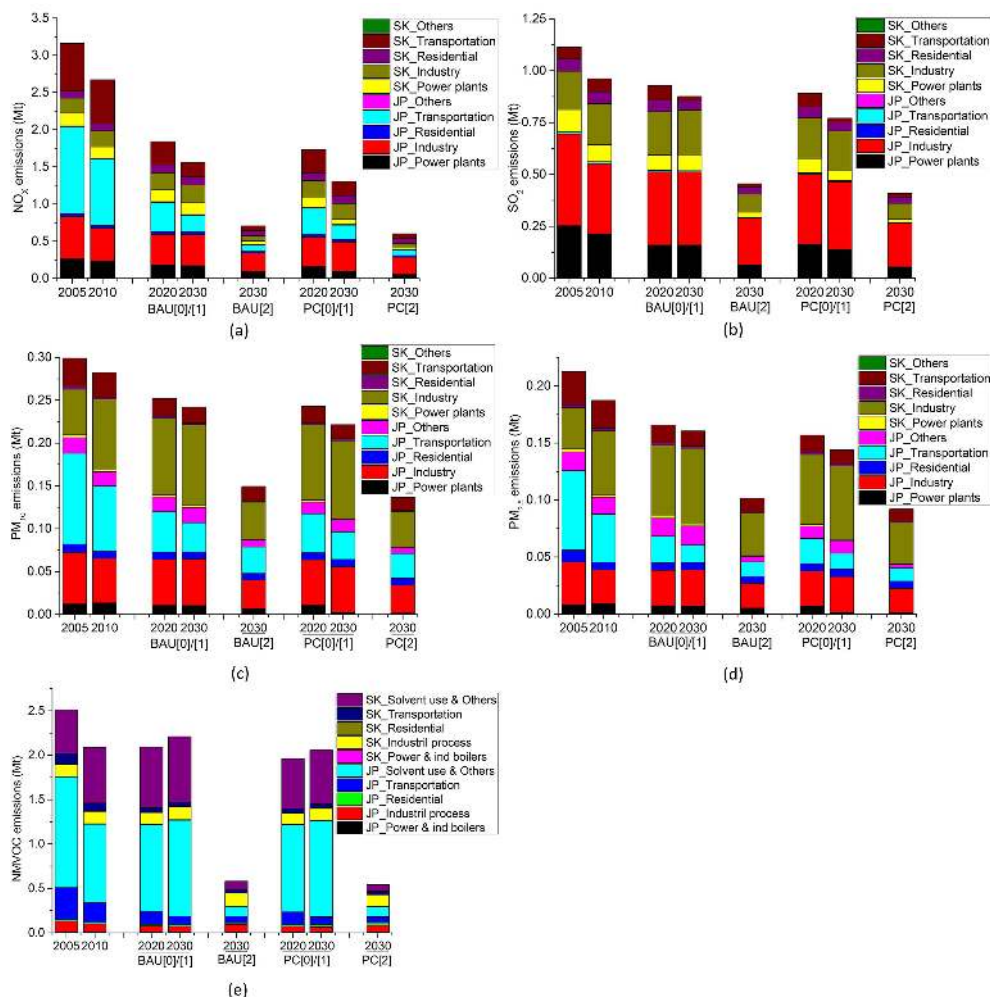 3.5
3.0
2.5
2.0
1.5
1.0
0.5
0.0
NOX emissions (Mt)
SK_Others
SK_Transportation
SK_Residential
SK_Industry
SK_Power plants
JP_Others
JP_Transportation
JP_Residential
JP_Industry
JP_Power plants
2005 2010 2020 2030 2030 2020 2030 2030
BAU[0]/[1] BAU[2] PC[0]/[1] PC[2]
(a)
1.25
1.00
0.75
0.50
0.25
0.00
SO2 emissions (Mt)
SK_Others
SK_Transportation
SK_Residential
SK_Industry
SK_Power plants
JP_Others
JP_Transportation
JP_Residential
JP_Industry
JP_Power plants
2005 2010 2020 2030 2030 2020 2030 2030
BAU[0]/[1] BAU[2] PC[0]/[1] PC[2]
(b)
0.30
0.25
0.20
0.15
0.10
0.05
0.00
emissions (Mt)
SK_Others
SK_Transportation
SK_Residential
SK_Industry
SK_Power plants
JP_Others
JP_Transportation
JP_Residential
JP_Industry
JP_Power plants
2005 2010 2020 2030 2030 2020 2030 2030
BAU[0]/[1] BAU[2] PC[0]/[1] PC[2]
(c)
0.20
0.15
0.10
0.05
0.00
emissions (Mt)
SK_Others
SK_Transportation
SK_Residential
SK_Industry
SK_Power plants
JP_Others
JP_Transportation
JP_Residential
JP_Industry
JP_Power plants
2005 2010 2020 2030 2030 2020 2030 2030
BAU[0]/[1] BAU[2] PC[0]/[1] PC[2]
(d)
2.5
2.0
1.5
1.0
0.5
0.0
NMVOC emissions (Mt)
SK_Solvent use & Others
SK_Transportation
SK_Residential
SK_Industril process
SK_Power & ind boilers
JP_Solvent use & Others
JP_Transportation
JP_Residential
JP_Industril process
JP_Power & ind boilers
2005 2010 2020 2030 2030 2020 2030 2030
BAU[0]/[1] BAU[2] PC[0]/[1] PC[2]
(e)